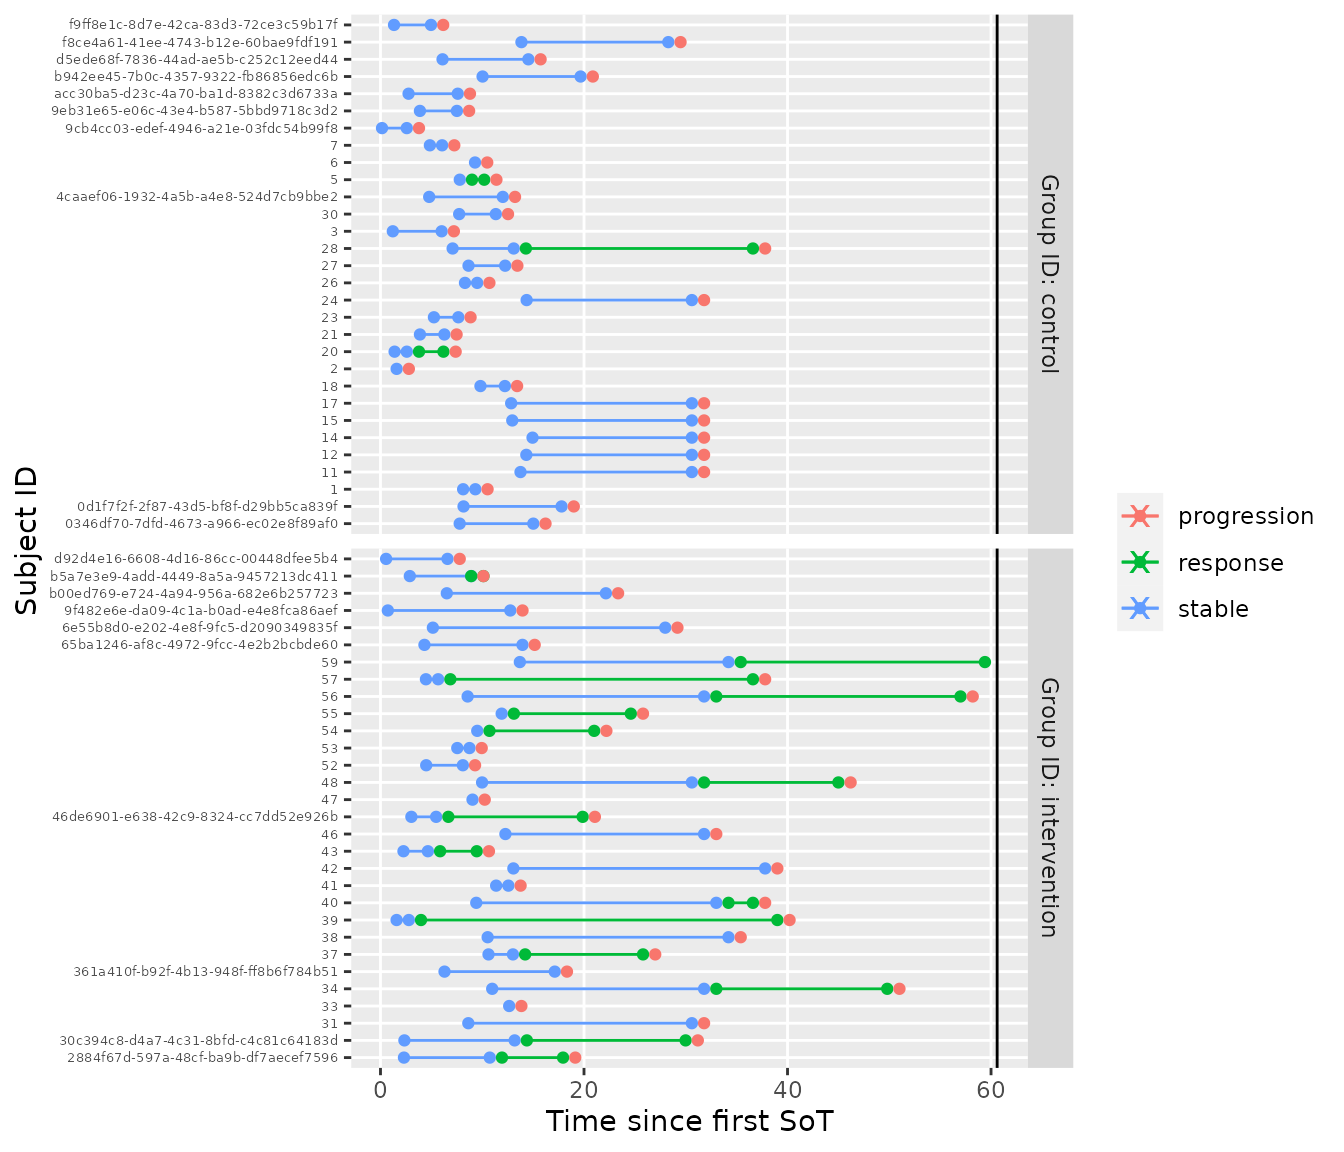 f9ff8e1c-8d7e-42ca-83d3-72ce3c59b17f
f8ce4a61-41ee-4743-b12e-60bae9fdf191
d5ede68f-7836-44ad-ae5b-c252c12eed44
b942ee45-7b0c-4357-9322-fb86856edc6b
acc30ba5-d23c-4a70-ba1d-8382c3d6733a
9eb31e65-e06c-43e4-b587-5bbd9718c3d2
9cb4cc03-edef-4946-a21e-03fdc54b99f8
7
6
5
4caaef06-1932-4a5b-a4e8-524d7cb9bbe2
30
3
28
27
26
24
23
21
20
2
18
17
15
14
12
11
1
0d1f7f2f-2f87-43d5-bf8f-d29bb5ca839f
0346df70-7dfd-4673-a966-ec02e8f89af0
Group ID: control
d92d4e16-6608-4d16-86cc-00448dfee5b4
b5a7e3e9-4add-4449-8a5a-9457213dc411
b00ed769-e724-4a94-956a-682e6b257723
9f482e6e-da09-4c1a-b0ad-e4e8fca86aef
6e55b8d0-e202-4e8f-9fc5-d2090349835f
65ba1246-af8c-4972-9fcc-4e2b2bcbde60
59
57
56
55
54
53
52
48
47
46de6901-e638-42c9-8324-cc7dd52e926b
46
43
42
41
40
39
38
37
361a410f-b92f-4b13-948f-ff8b6f784b51
34
33
31
30c394c8-d4a7-4c31-8bfd-c4c81c64183d
2884f67d-597a-48cf-ba9b-df7aecef7596
Group ID: intervention
0 20 40 60
Time since first SoT
Subject ID
progression
response
stable